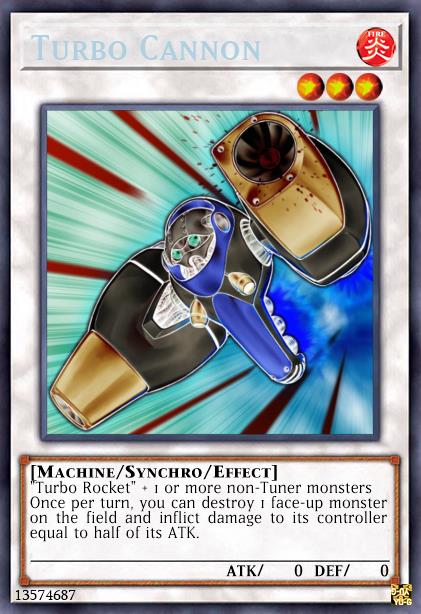 TURBO CANNON
FIRE
炎
[MACHINE/SYNCHRO/EFFECT]
"Turbo Rocket" + 1 or more non-Tuner monsters
Once per turn, you can destroy 1 face-up monster
on the field and inflict damage to its controller
equal to half of its ATK.
ATK/ 0 DEF/ 0
13574687